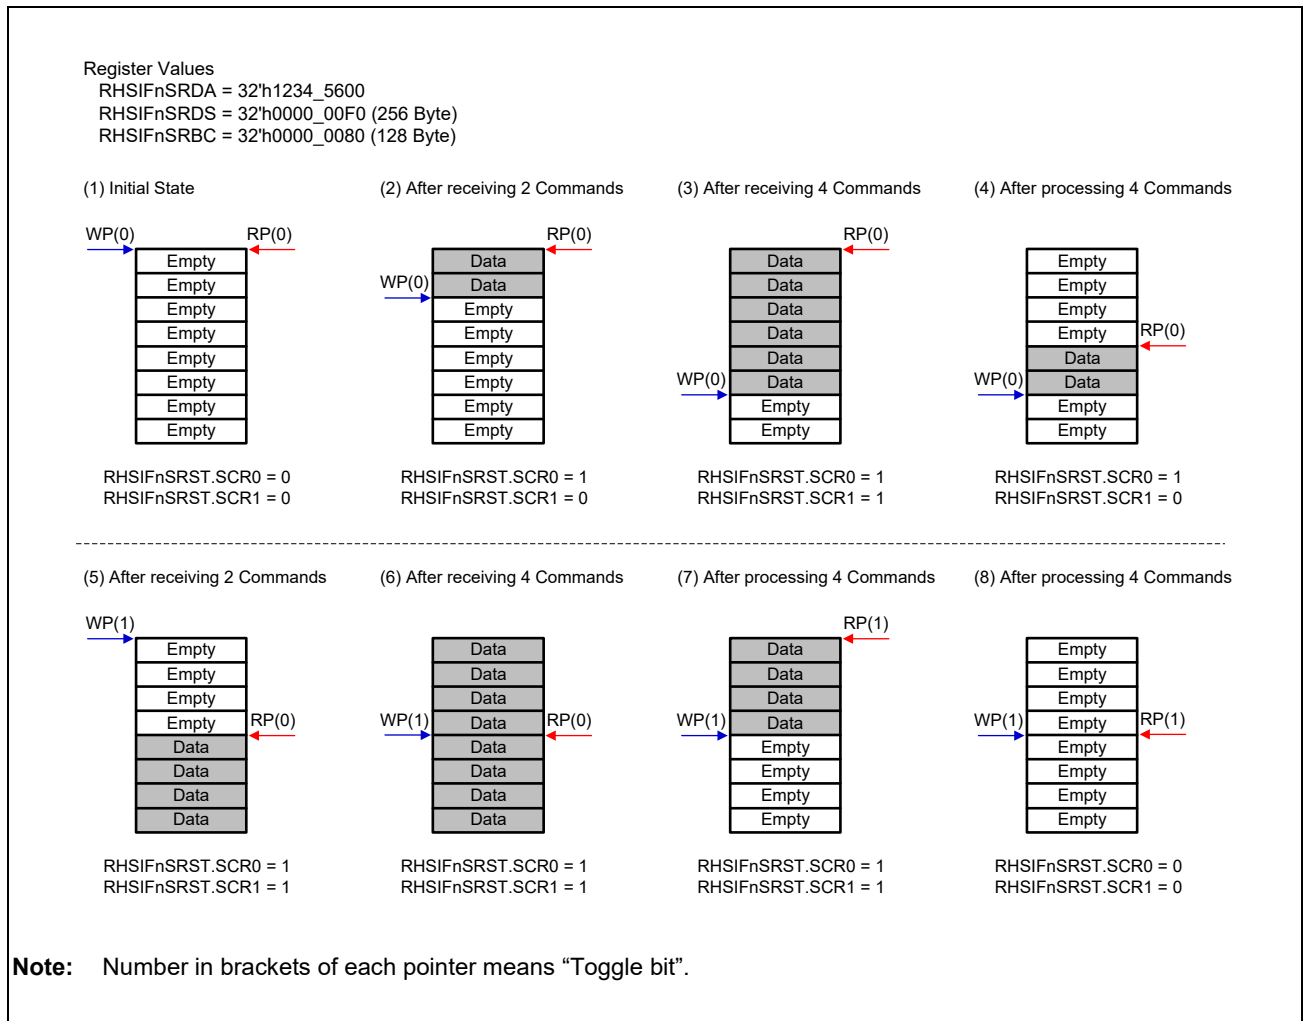 Register Values
RHSIFnSRDA = 32'h1234_5600
RHSIFnSRDS = 32'h0000_00F0 (256 Byte)
RHSIFnSRBC = 32'h0000_0080 (128 Byte)
(1) Initial State
WP(0) RP(0)
Empty
Empty
Empty
Empty
Empty
Empty
Empty
Empty
RHSIFnSRST.SCR0 = 0
RHSIFnSRST.SCR1 = 0
(2) After receiving 2 Commands
RP(0)
Data
WP(0) Data
Empty
Empty
Empty
Empty
Empty
Empty
RHSIFnSRST.SCR0 = 1
RHSIFnSRST.SCR1 = 0
(3) After receiving 4 Commands
RP(0)
Data
Data
Data
Data
Data
WP(0) Data
Empty
Empty
RHSIFnSRST.SCR0 = 1
RHSIFnSRST.SCR1 = 1
(4) After processing 4 Commands
Empty
Empty
Empty
Empty RP(0)
Data
WP(0) Data
Empty
Empty
RHSIFnSRST.SCR0 = 1
RHSIFnSRST.SCR1 = 0
(5) After receiving 2 Commands
WP(1)
Empty
Empty
Empty
Empty RP(0)
Data
Data
Data
Data
RHSIFnSRST.SCR0 = 1
RHSIFnSRST.SCR1 = 1
(6) After receiving 4 Commands
Data
Data
Data
WP(1) Data RP(0)
Data
Data
Data
Data
RHSIFnSRST.SCR0 = 1
RHSIFnSRST.SCR1 = 1
(7) After processing 4 Commands
RP(1)
Data
Data
Data
WP(1) Data
Empty
Empty
Empty
Empty
RHSIFnSRST.SCR0 = 1
RHSIFnSRST.SCR1 = 1
(8) After processing 4 Commands
Empty
Empty
Empty
WP(1) Empty RP(1)
Empty
Empty
Empty
Empty
RHSIFnSRST.SCR0 = 0
RHSIFnSRST.SCR1 = 0
Note: Number in brackets of each pointer means “Toggle bit”.